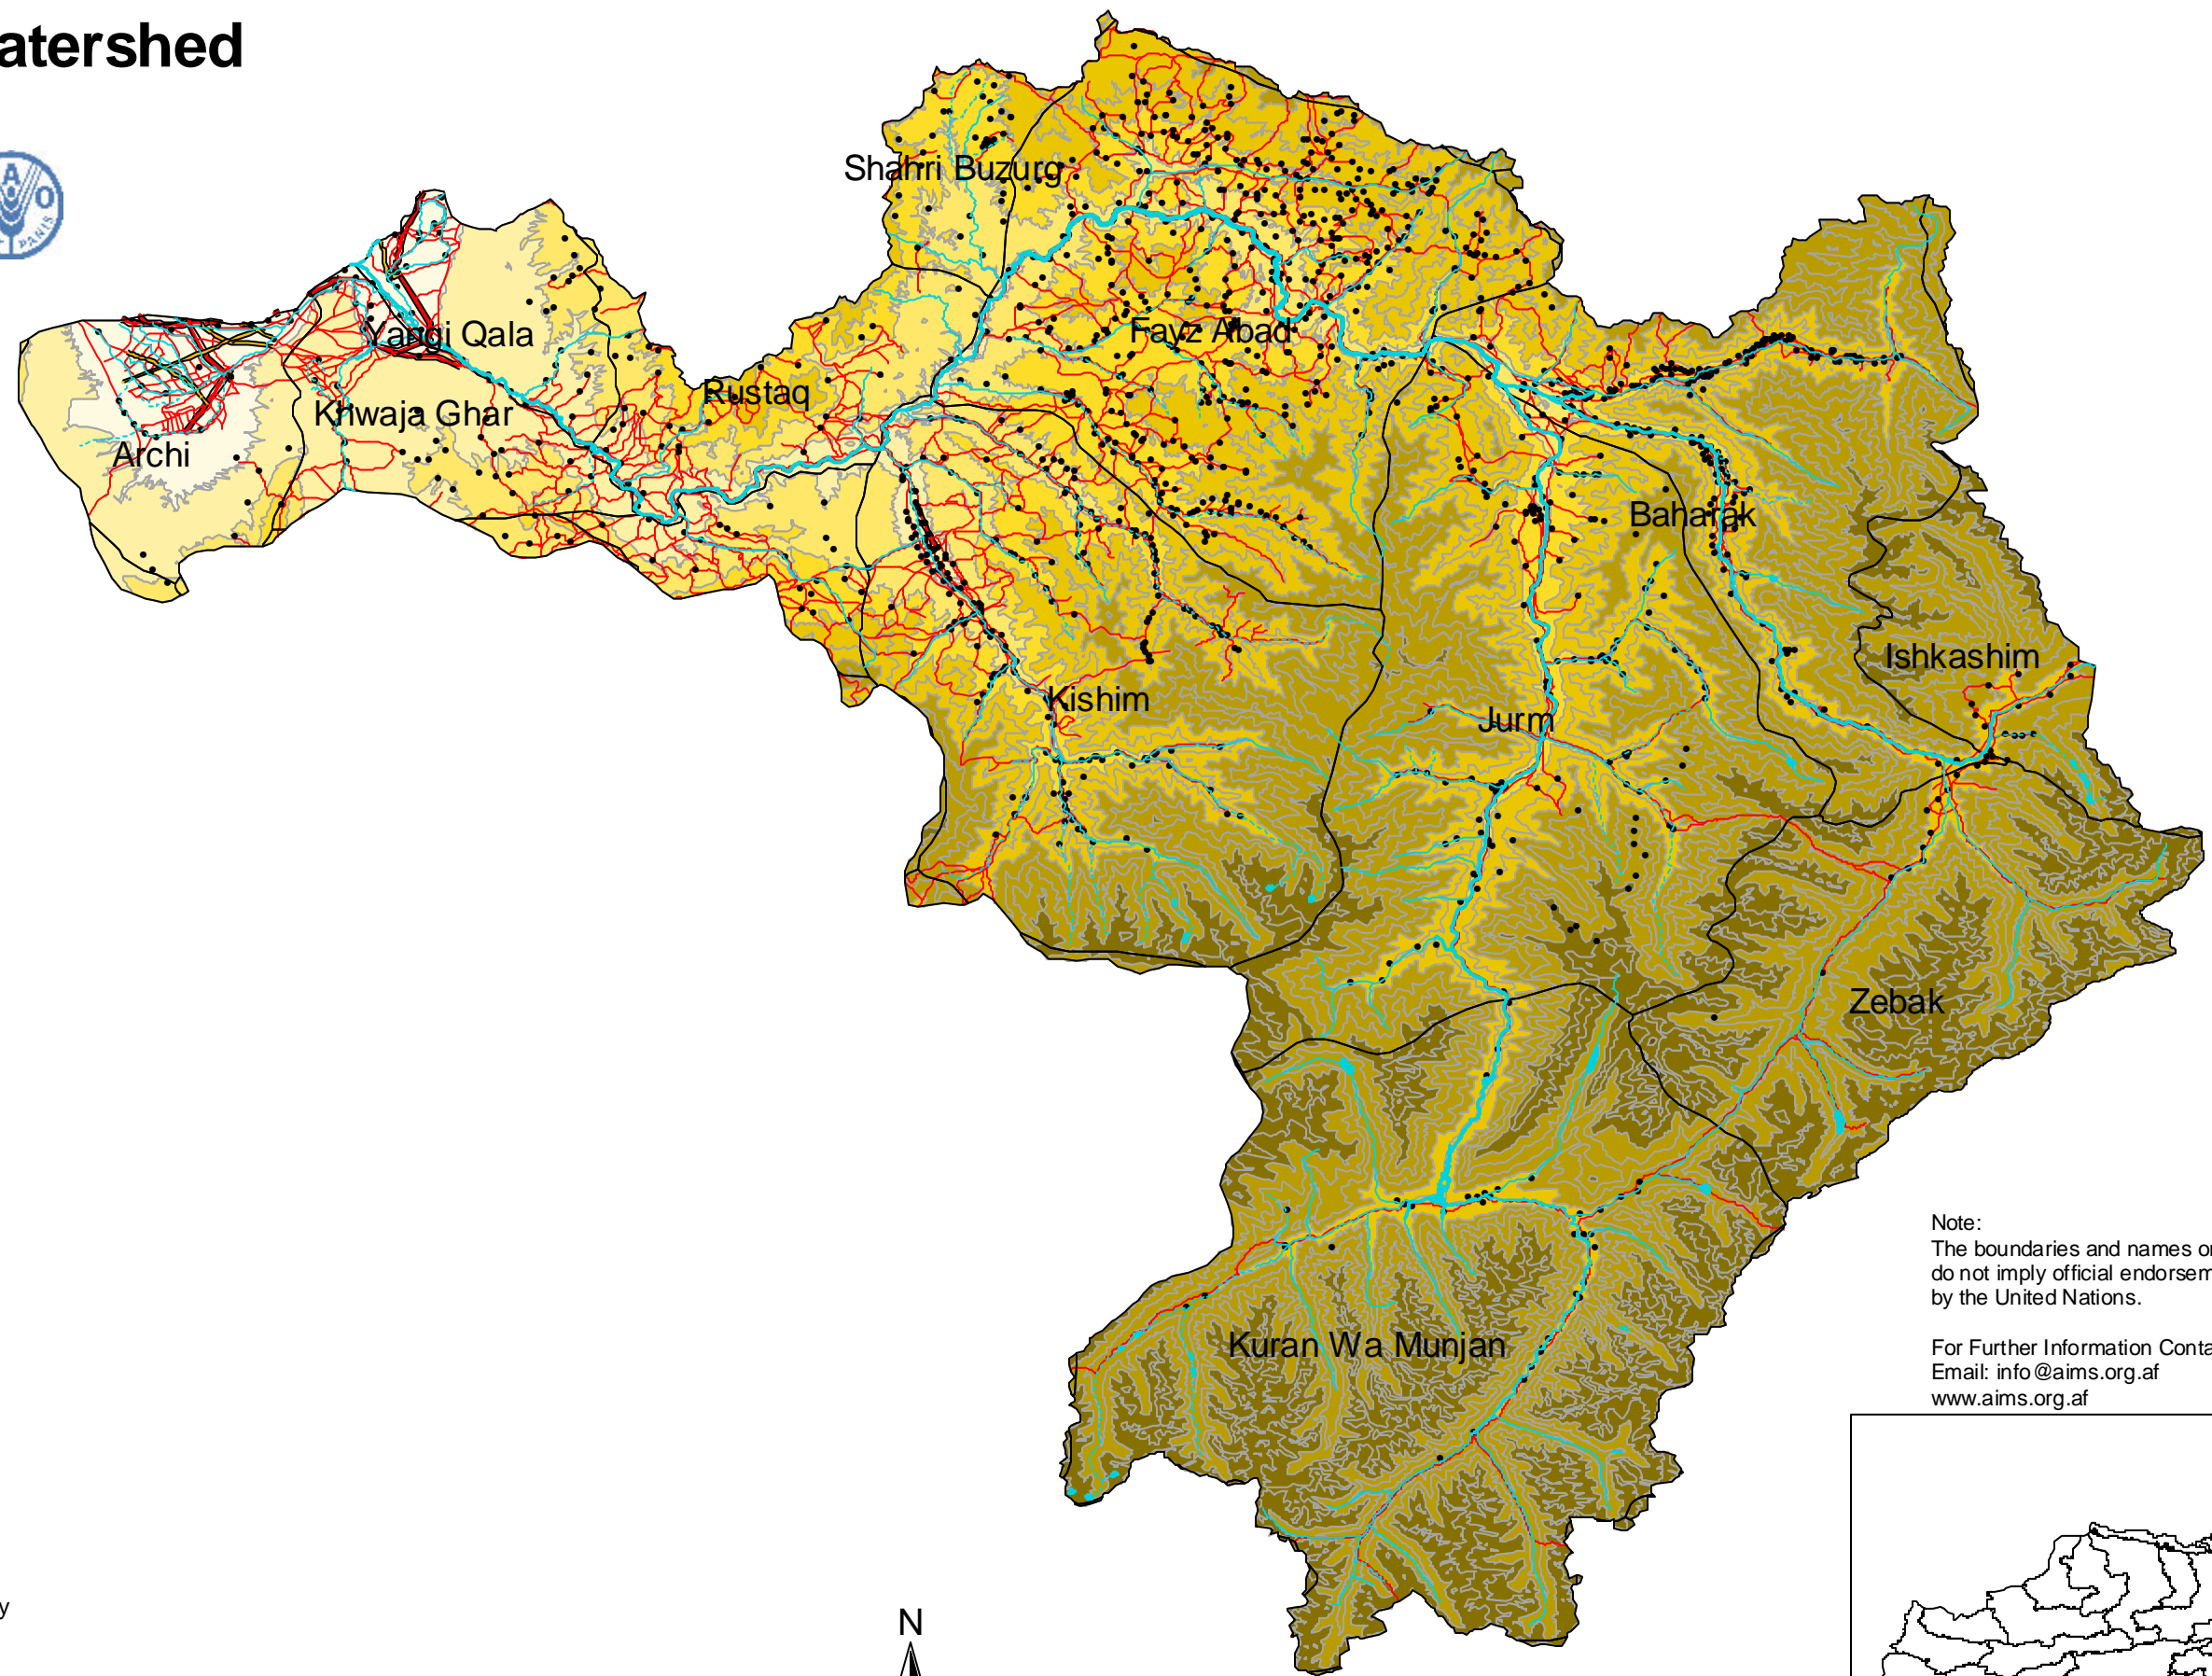 atershed
A
O
PANIS
Shahri Buzurg
Yangi Qala
Fayz Abad
Rustaq
Khwaja Ghar
Archi
Baharak
Ishkashim
Kishim
Jurm
Zebak
Note:
The boundaries and names or
do not imply official endorsem
by the United Nations.
Kuran Wa Munjan
For Further Information Conta
Email: info@aims.org.af
www.aims.org.af
y
N